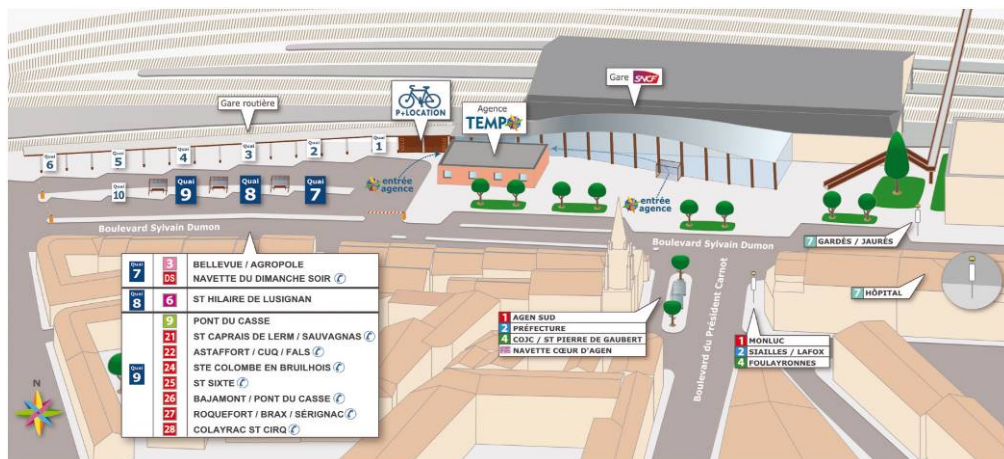 Gare SNCF
P+LOCATION
Agence
TEMPO
Gare routière
Quai 1
Quai 2
Quai 3
Quai 4
Quai 5
Quai 6
Quai 7
Quai 8
Quai 9
Quai 10
entrée
agence
entrée
agence
Boulevard Sylvain Dumon
Boulevard Sylvain Dumon
Boulevard du Président Carnot
7 GARDÈS / JAURÈS
7 HÔPITAL
Quai 7
3 BELLEVUE / AGROPOLE
DS NAVETTE DU DIMANCHE SOIR
Quai 8
6 ST HILAIRE DE LUSIGNAN
Quai 9
9 PONT DU CASSE
21 ST CAPRAIS DE LERM / SAUVAGNAS
22 ASTAFFORT / CUQ / FALS
24 STE COLOMBE EN BRUILHOIS
25 ST SIXTE
26 BAJAMONT / PONT DU CASSE
27 ROQUEFORT / BRAX / SÉRIGNAC
28 COLAYRAC ST CIRQ
1 AGEN SUD
2 PRÉFECTURE
4 COJC / ST PIERRE DE GAUBERT
NAVETTE CŒUR D'AGEN
1 MONLUC
2 SIAILLES / LAFOX
4 FOULAYRONNES
N